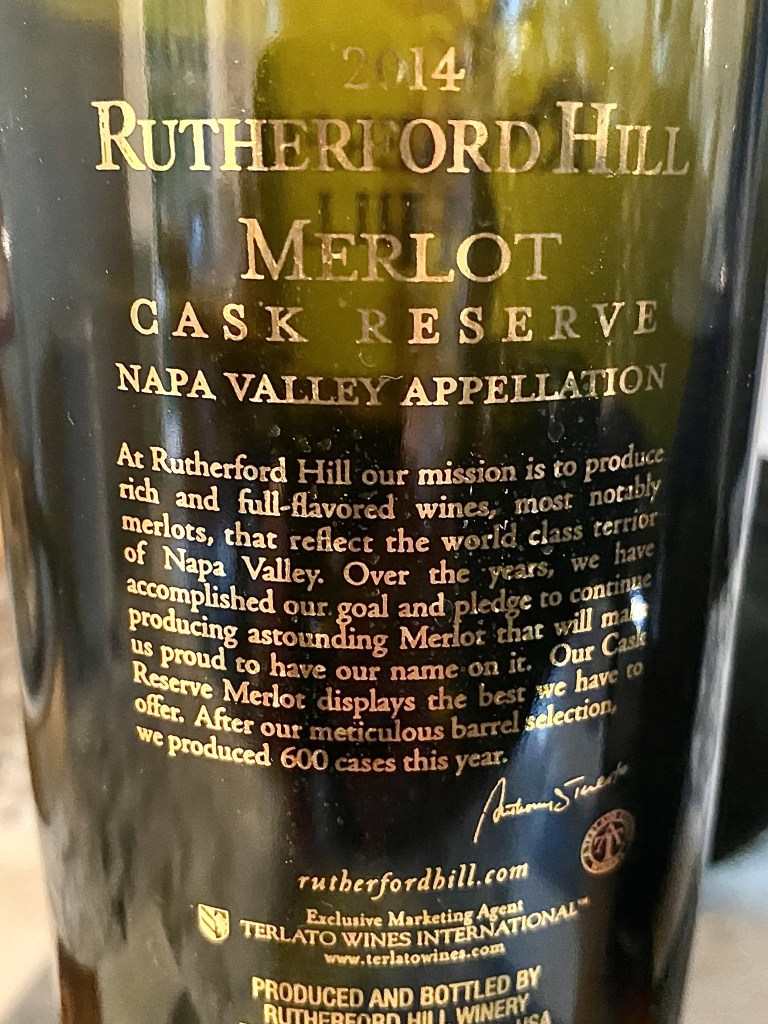 2014
RUTHERFORD HILL
MERLOT
CASK RESERVE
NAPA VALLEY APPELLATION
At Rutherford Hill our mission is to produce
rich and full-flavored wines, most notably
merlots, that reflect the world class terrior
of Napa Valley. Over the years, we have
accomplished our goal and pledge to continue
producing astounding Merlot that will make
us proud to have our name on it. Our Cask
Reserve Merlot displays the best we have to
offer. After our meticulous barrel selection,
we produced 600 cases this year.
rutherfordhill.com
Exclusive Marketing Agent
TERLATO WINES INTERNATIONAL™
www.terlatowines.com
PRODUCED AND BOTTLED BY
RUTHERFORD HILL WINERY
USA